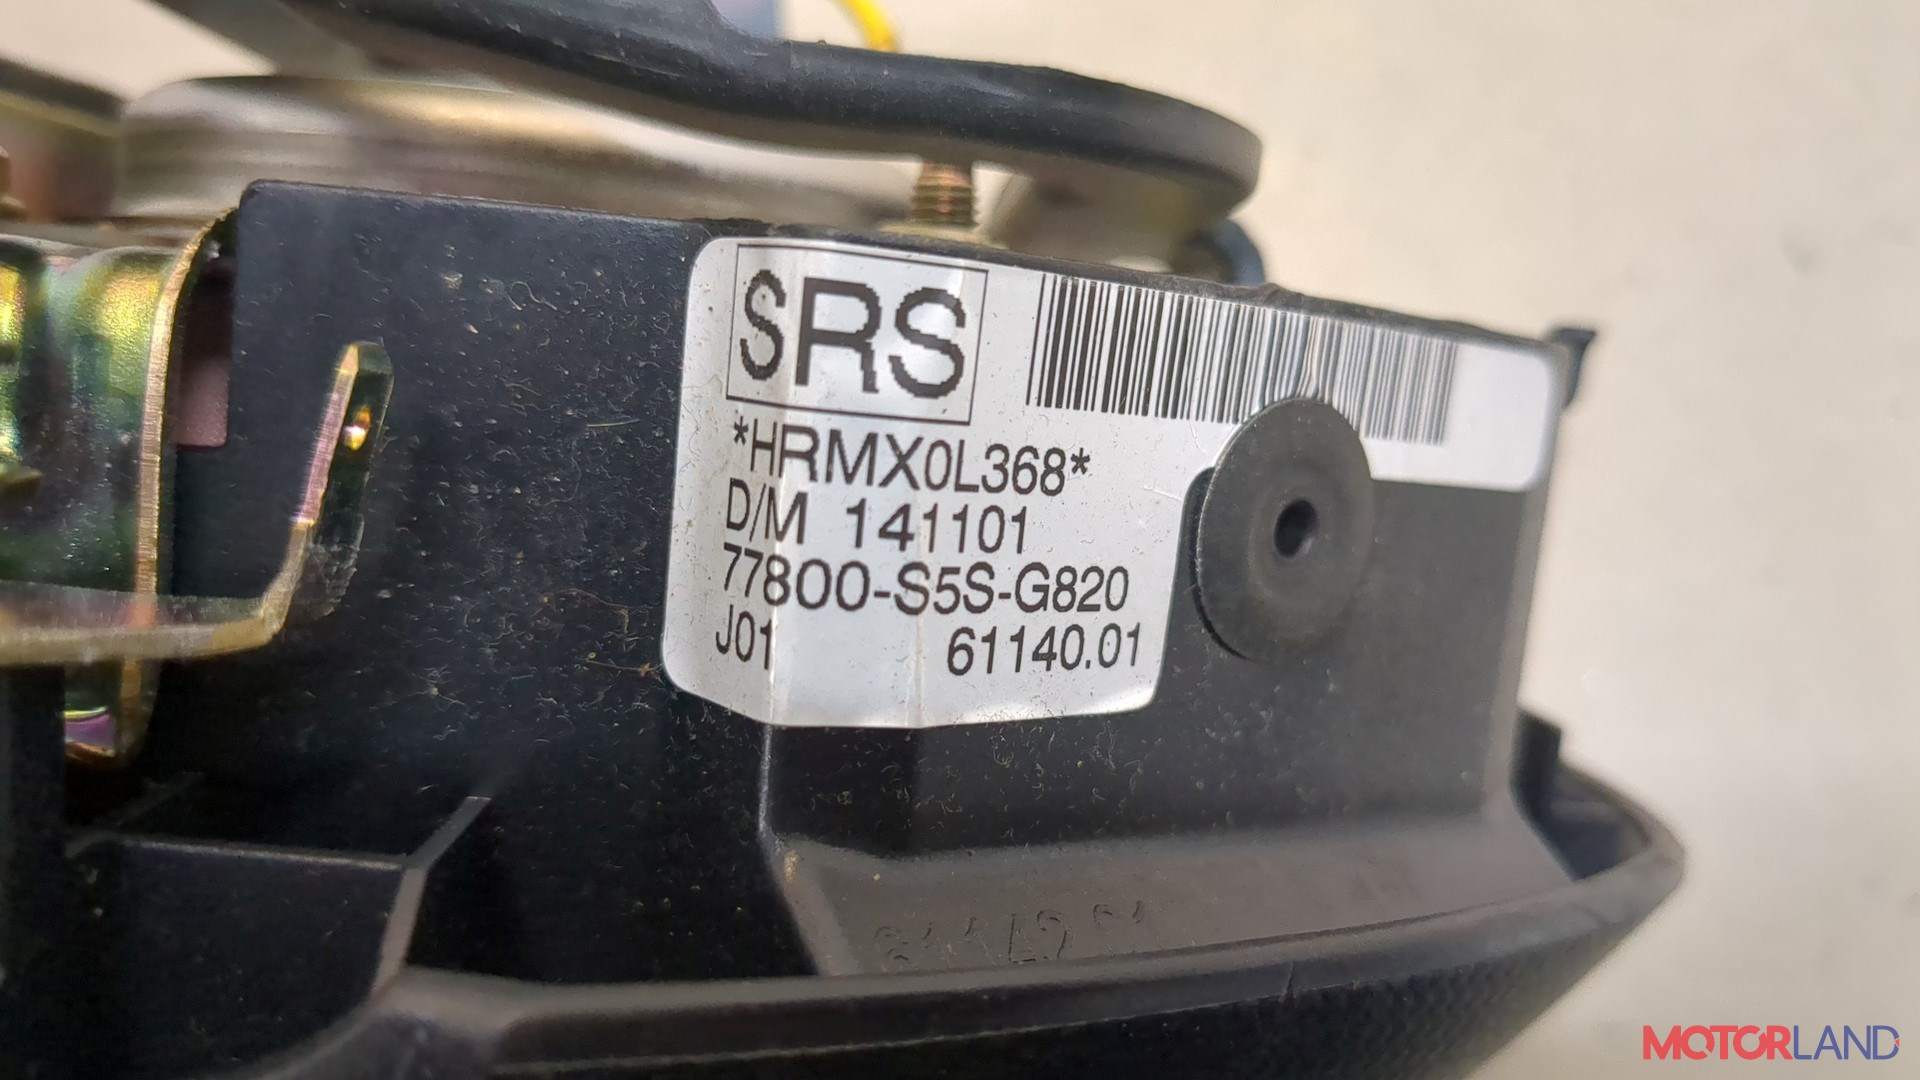 SRS
*HRMX0L368*
D/M 141101
77800-S5S-G820
J01 61140.01
MOTORLAND